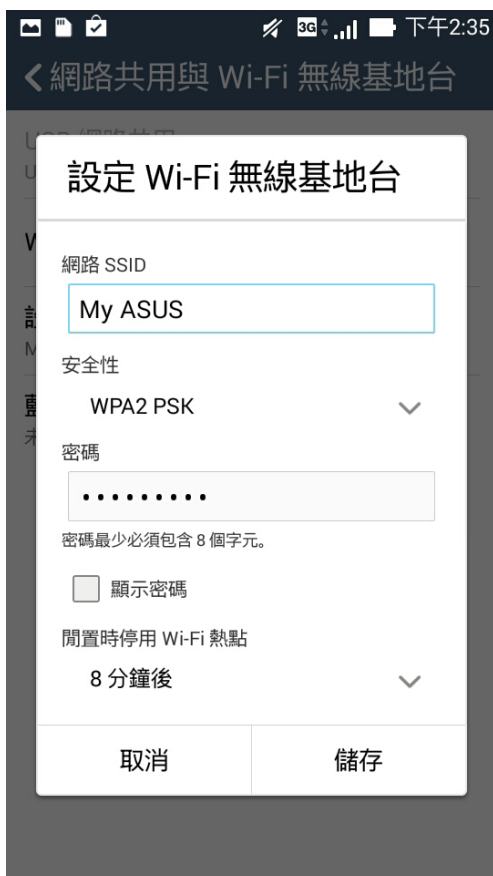 3G 下午2:35
網路共用與 Wi-Fi 無線基地台
設定 Wi-Fi 無線基地台
網路 SSID
My ASUS
安全性
WPA2 PSK
密碼
•••••••••
密碼最少必須包含 8 個字元。
顯示密碼
閒置時停用 Wi-Fi 熱點
8 分鐘後
取消 儲存